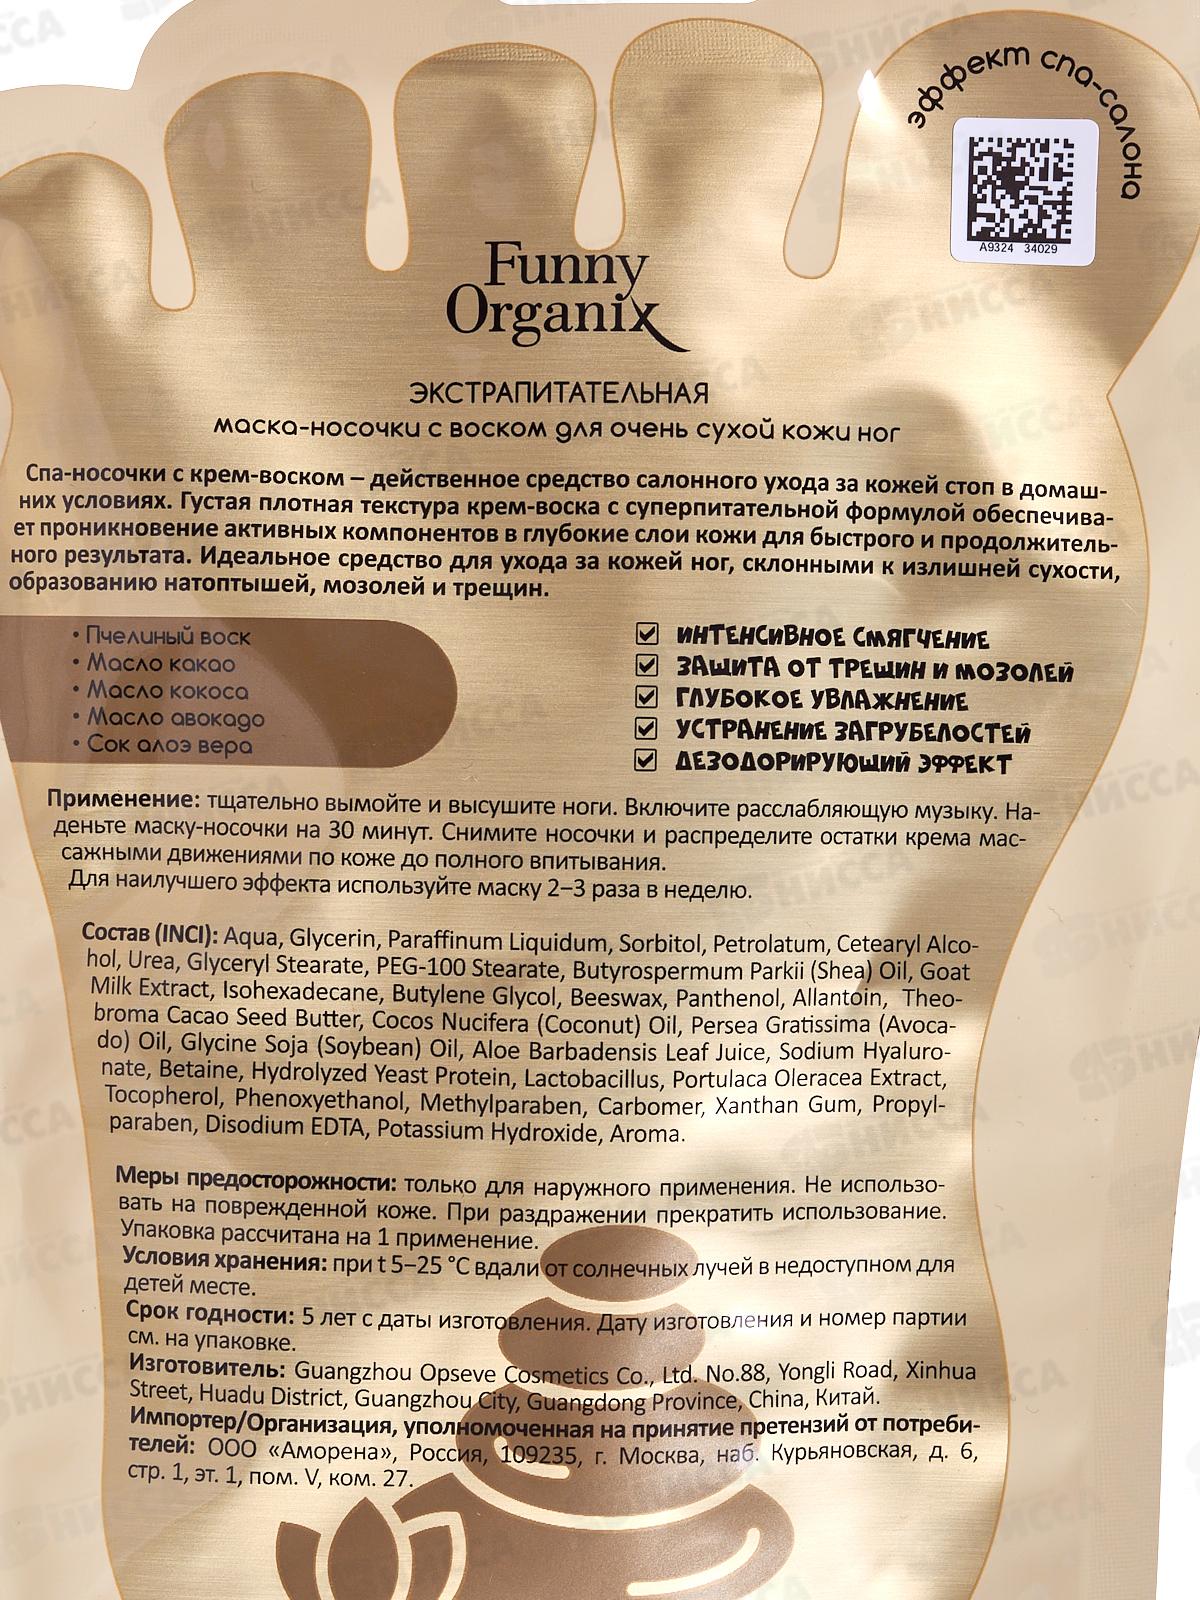 эффект спа-салона
A9324 34029
Funny
Organix
ЭКСТРАПИТАТЕЛЬНАЯ
маска-носочки с воском для очень сухой кожи ног
Спа-носочки с крем-воском – действенное средство салонного ухода за кожей стоп в домаш-
них условиях. Густая плотная текстура крем-воска с суперпитательной формулой обеспечива-
ет проникновение активных компонентов в глубокие слои кожи для быстрого и продолжитель-
ного результата. Идеальное средство для ухода за кожей ног, склонными к излишней сухости,
образованию натоптышей, мозолей и трещин.
• Пчелиный воск
• Масло какао
• Масло кокоса
• Масло авокадо
• Сок алоэ вера
ИНТЕНСИВНОЕ СМЯГЧЕНИЕ
ЗАЩИТА ОТ ТРЕЩИН И МОЗОЛЕЙ
ГЛУБОКОЕ УВЛАЖНЕНИЕ
УСТРАНЕНИЕ ЗАГРУБЕЛОСТЕЙ
ДЕЗОДОРИРУЮЩИЙ ЭФФЕКТ
Применение: тщательно вымойте и высушите ноги. Включите расслабляющую музыку. На-
деньте маску-носочки на 30 минут. Снимите носочки и распределите остатки крема мас-
сажными движениями по коже до полного впитывания.
Для наилучшего эффекта используйте маску 2–3 раза в неделю.
Состав (INCI): Aqua, Glycerin, Paraffinum Liquidum, Sorbitol, Petrolatum, Cetearyl Alco-
hol, Urea, Glyceryl Stearate, PEG-100 Stearate, Butyrospermum Parkii (Shea) Oil, Goat
Milk Extract, Isohexadecane, Butylene Glycol, Beeswax, Panthenol, Allantoin, Theo-
broma Cacao Seed Butter, Cocos Nucifera (Coconut) Oil, Persea Gratissima (Avoca-
do) Oil, Glycine Soja (Soybean) Oil, Aloe Barbadensis Leaf Juice, Sodium Hyaluro-
nate, Betaine, Hydrolyzed Yeast Protein, Lactobacillus, Portulaca Oleracea Extract,
Tocopherol, Phenoxyethanol, Methylparaben, Carbomer, Xanthan Gum, Propyl-
paraben, Disodium EDTA, Potassium Hydroxide, Aroma.
Меры предосторожности: только для наружного применения. Не использо-
вать на поврежденной коже. При раздражении прекратить использование.
Упаковка рассчитана на 1 применение.
Условия хранения: при t 5–25 °C вдали от солнечных лучей в недоступном для
детей месте.
Срок годности: 5 лет с даты изготовления. Дату изготовления и номер партии
см. на упаковке.
Изготовитель: Guangzhou Opseve Cosmetics Co., Ltd. No.88, Yongli Road, Xinhua
Street, Huadu District, Guangzhou City, Guangdong Province, China, Китай.
Импортер/Организация, уполномоченная на принятие претензий от потреби-
телей: ООО «Аморена», Россия, 109235, г. Москва, наб. Курьяновская, д. 6,
стр. 1, эт. 1, пом. V, ком. 27.